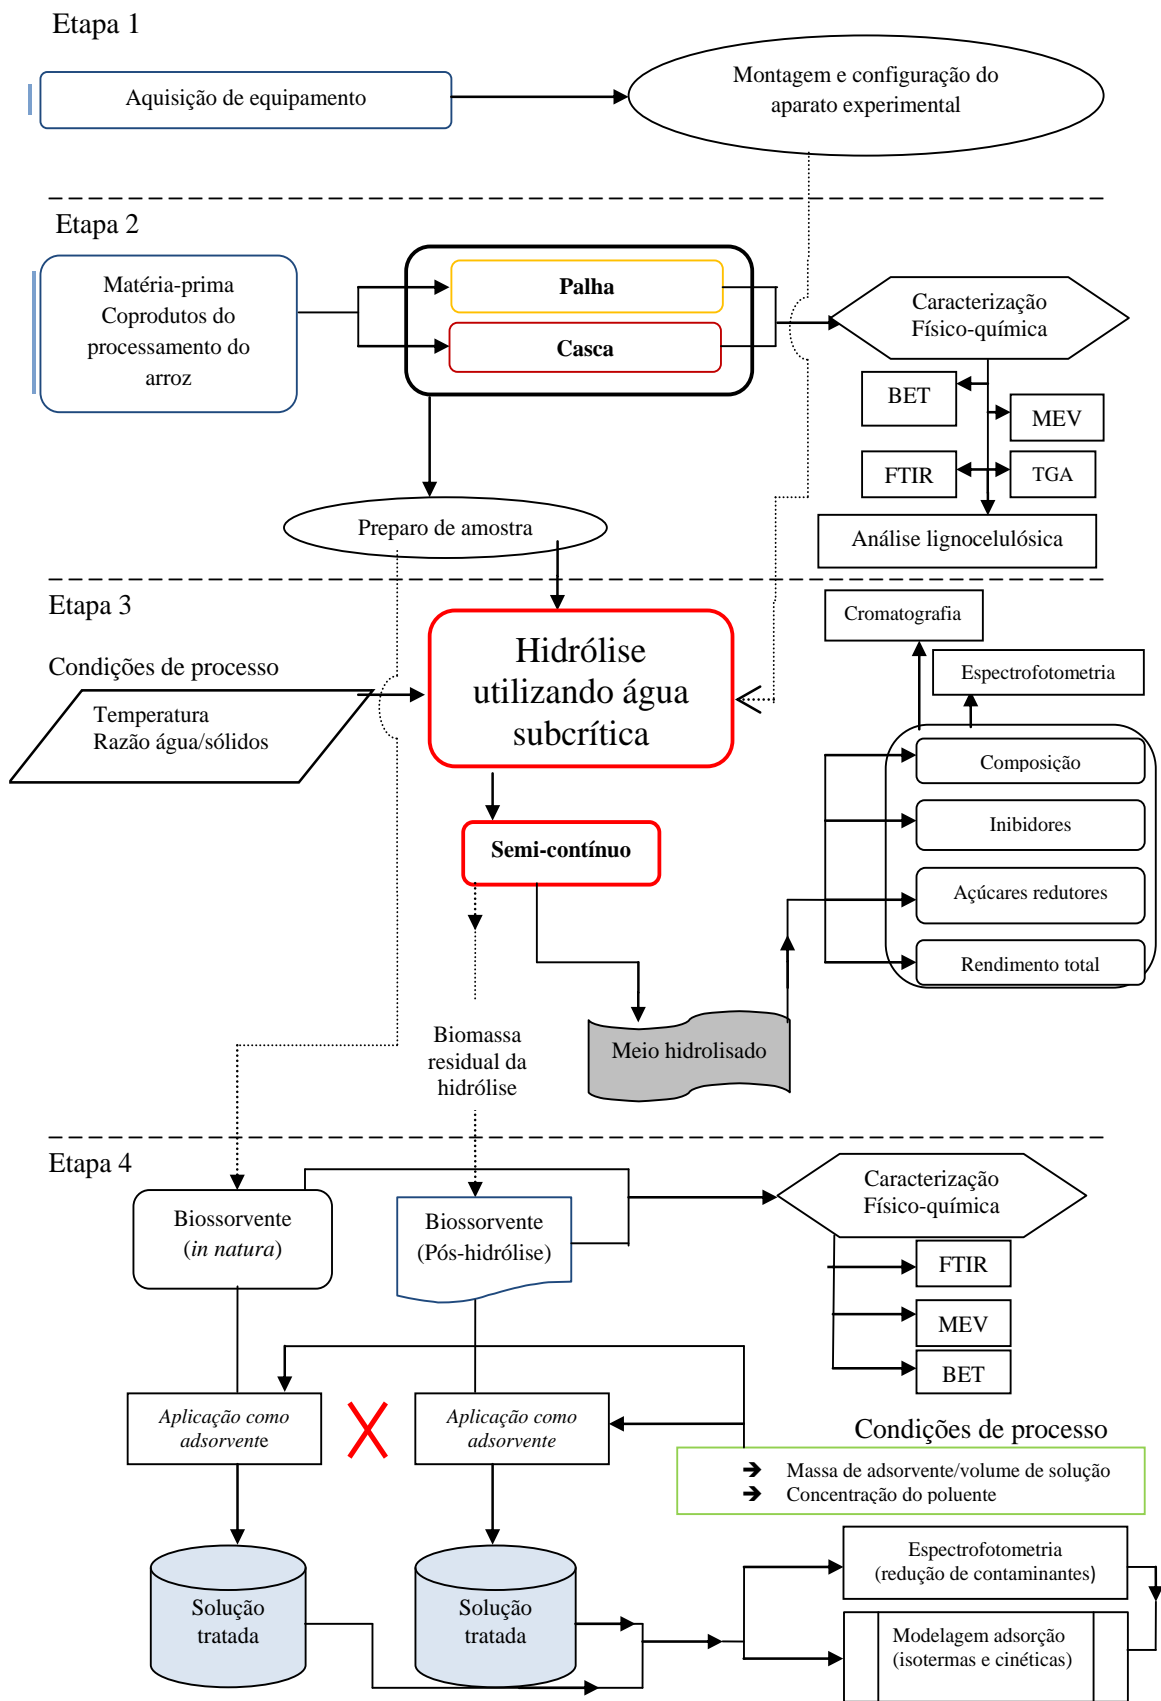 Etapa 1
Aquisição de equipamento
Montagem e configuração do
aparato experimental
Etapa 2
Matéria-prima
Coprodutos do
processamento do
arroz
Palha
Casca
Caracterização
Físico-química
BET
MEV
FTIR
TGA
Análise lignocelulósica
Preparo de amostra
Etapa 3
Condições de processo
Temperatura
Razão água/sólidos
Hidrólise
utilizando água
subcrítica
Cromatografia
Espectrofotometria
Composição
Inibidores
Açúcares redutores
Rendimento total
Semi-contínuo
Meio hidrolisado
Biomassa
residual da
hidrólise
Etapa 4
Biossorvente
(in natura)
Biossorvente
(Pós-hidrólise)
Caracterização
Físico-química
FTIR
MEV
BET
Aplicação como
adsorvente
Aplicação como
adsorvente
Condições de processo
➔ Massa de adsorvente/volume de solução
➔ Concentração do poluente
Solução
tratada
Solução
tratada
Espectrofotometria
(redução de contaminantes)
Modelagem adsorção
(isotermas e cinéticas)